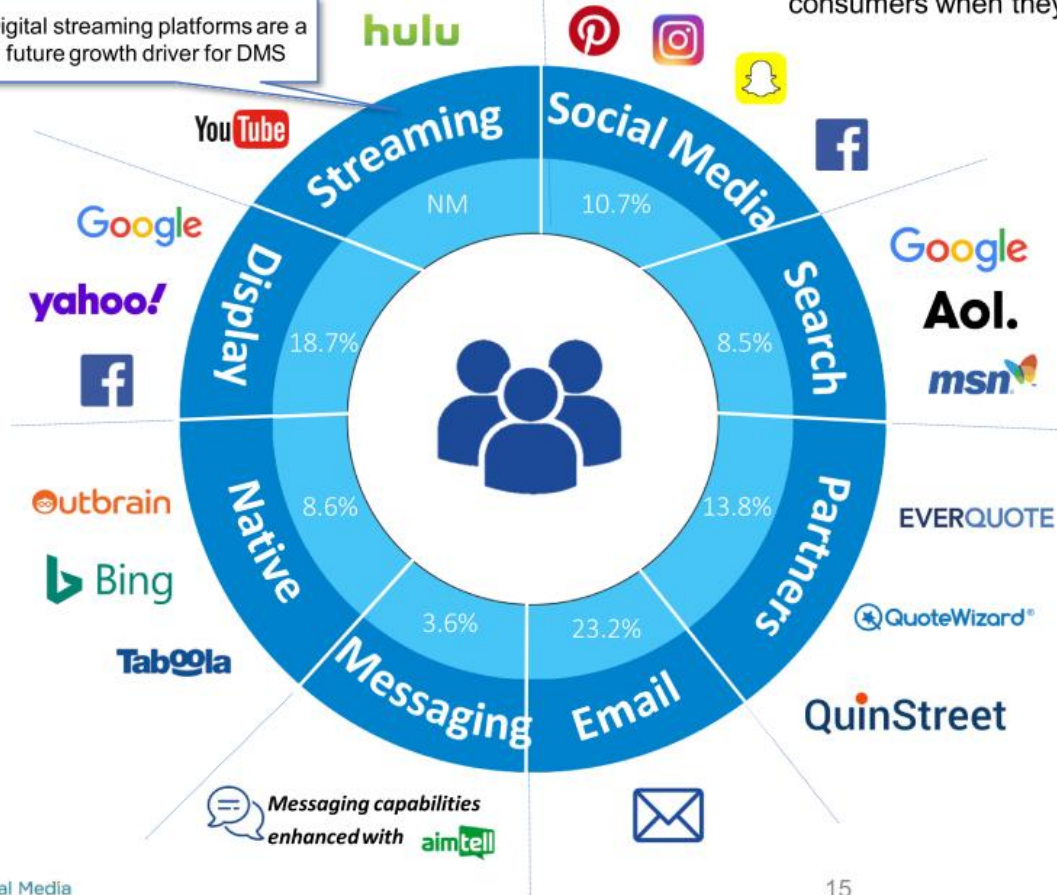 igital streaming platforms are a
future growth driver for DMS
consumers when they
hulu
YouTube
Google
yahoo!
Outbrain
Bing
Taboola
Google
Aol.
msn
EVERQUOTE
QuoteWizard®
QuinStreet
Streaming
NM
Social Media
10.7%
Search
8.5%
Partners
13.8%
Email
23.2%
Messaging
3.6%
Native
8.6%
Display
18.7%
Messaging capabilities
enhanced with aimtell
al Media
15